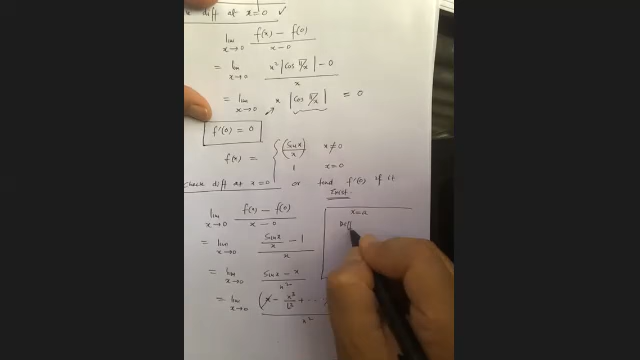 diff at x=0 ✓
lim x→0 f(x) − f(0) / x−0
= lim x→0 x² |cos π/x| − 0 / x
= lim x→0 x |cos π/x| = 0
f'(0) = 0
f(x) = { (sin x / x) x≠0
1 x=0
Check diff at x=0 or find f'(0) if it
exist.
lim x→0 f(x) − f(0) / x−0
= lim x→0 sin x / x − 1 / x
= lim x→0 sin x − x / x²
= lim x→0 (x − x³ / + ... / x²
x=a